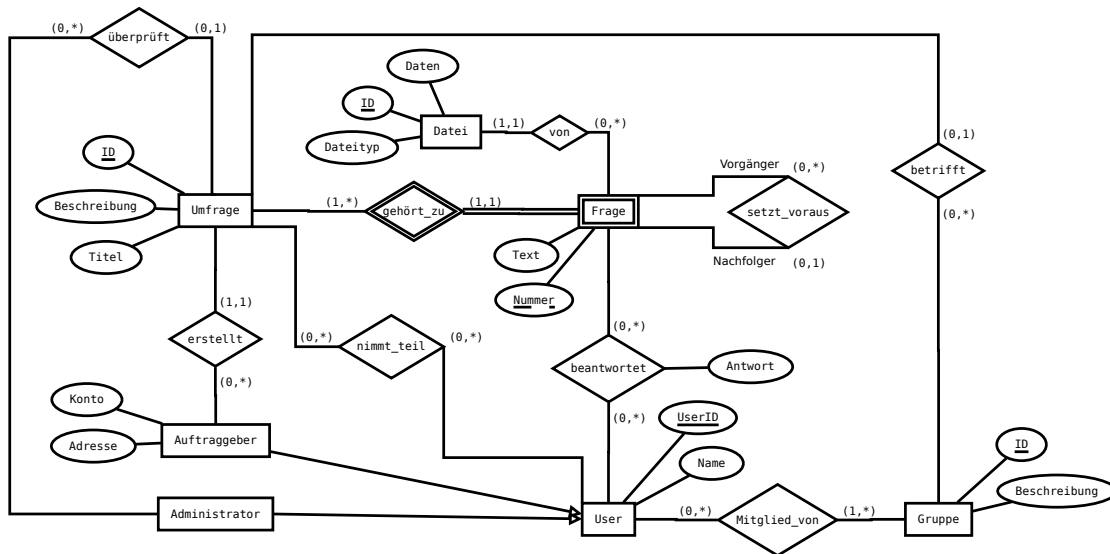 (0,*)
überprüft
(0,1)
Daten
ID
Datei
(1,1)
von
(0,*)
Dateityp
ID
Beschreibung
Umfrage
Titel
(1,*)
gehört_zu
(1,1)
Frage
Vorgänger
(0,*)
setzt_voraus
Nachfolger
(0,1)
(0,1)
betrifft
(0,*)
Text
Nummer
(1,1)
erstellt
(0,*)
(0,*)
nimmt_teil
(0,*)
(0,*)
beantwortet
Antwort
(0,*)
Konto
Adresse
Auftraggeber
Administrator
UserID
Name
User
(0,*)
Mitglied_von
(1,*)
Gruppe
ID
Beschreibung